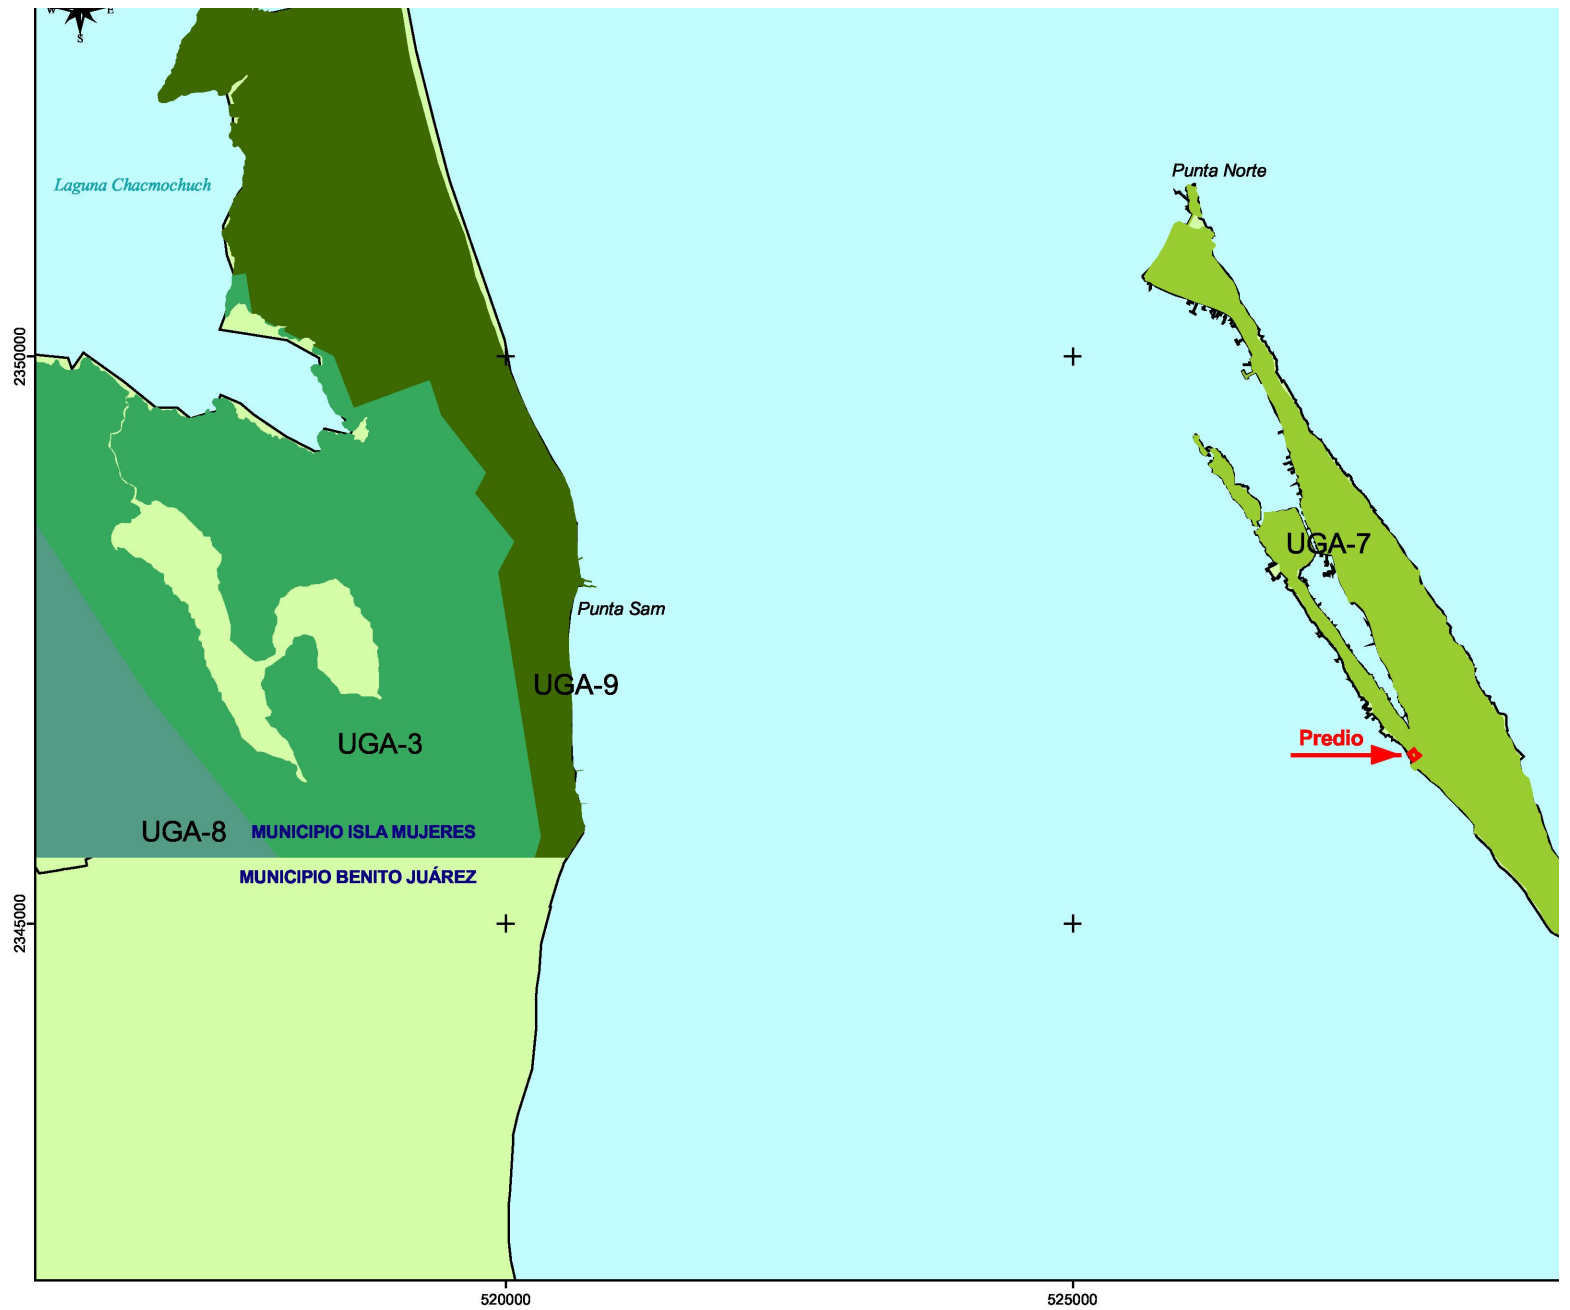 W E
S
Punta Norte
Laguna Chacmochuch
2350000
UGA-7
Punta Sam
UGA-9
Predio
UGA-3
UGA-8 MUNICIPIO ISLA MUJERES
MUNICIPIO BENITO JUÁREZ
2345000
520000 525000